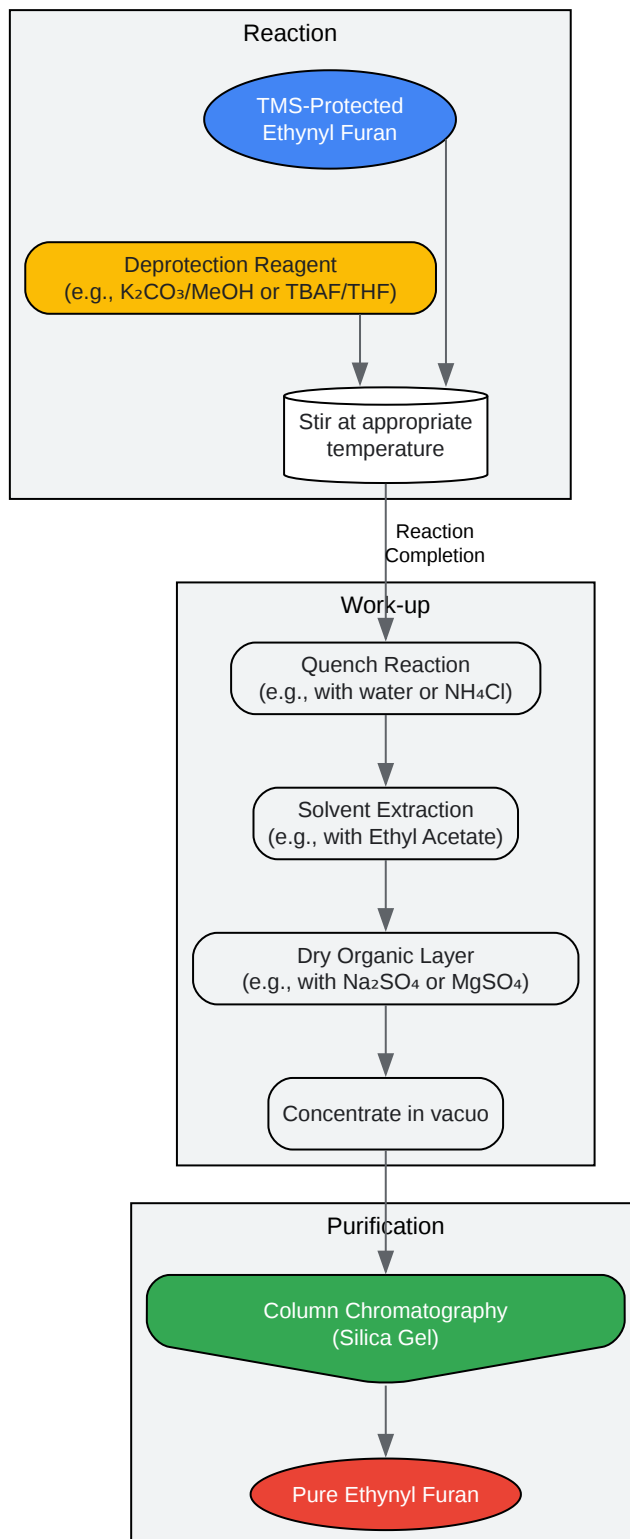 Reaction
TMS-Protected
Ethynyl Furan
Deprotection Reagent
(e.g., K₂CO₃/MeOH or TBAF/THF)
Stir at appropriate
temperature
Reaction
Completion
Work-up
Quench Reaction
(e.g., with water or NH₄Cl)
Solvent Extraction
(e.g., with Ethyl Acetate)
Dry Organic Layer
(e.g., with Na₂SO₄ or MgSO₄)
Concentrate in vacuo
Purification
Column Chromatography
(Silica Gel)
Pure Ethynyl Furan